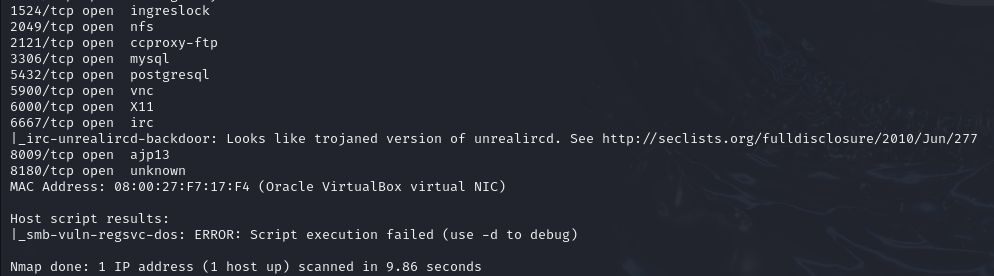 1524/tcp open  ingreslock
2049/tcp open  nfs
2121/tcp open  ccproxy-ftp
3306/tcp open  mysql
5432/tcp open  postgresql
5900/tcp open  vnc
6000/tcp open  X11
6667/tcp open  irc
|_irc-unrealircd-backdoor: Looks like trojaned version of unrealircd. See http://seclists.org/fulldisclosure/2010/Jun/277
8009/tcp open  ajp13
8180/tcp open  unknown
MAC Address: 08:00:27:F7:17:F4 (Oracle VirtualBox virtual NIC)
Host script results:
|_smb-vuln-regsvc-dos: ERROR: Script execution failed (use -d to debug)
Nmap done: 1 IP address (1 host up) scanned in 9.86 seconds